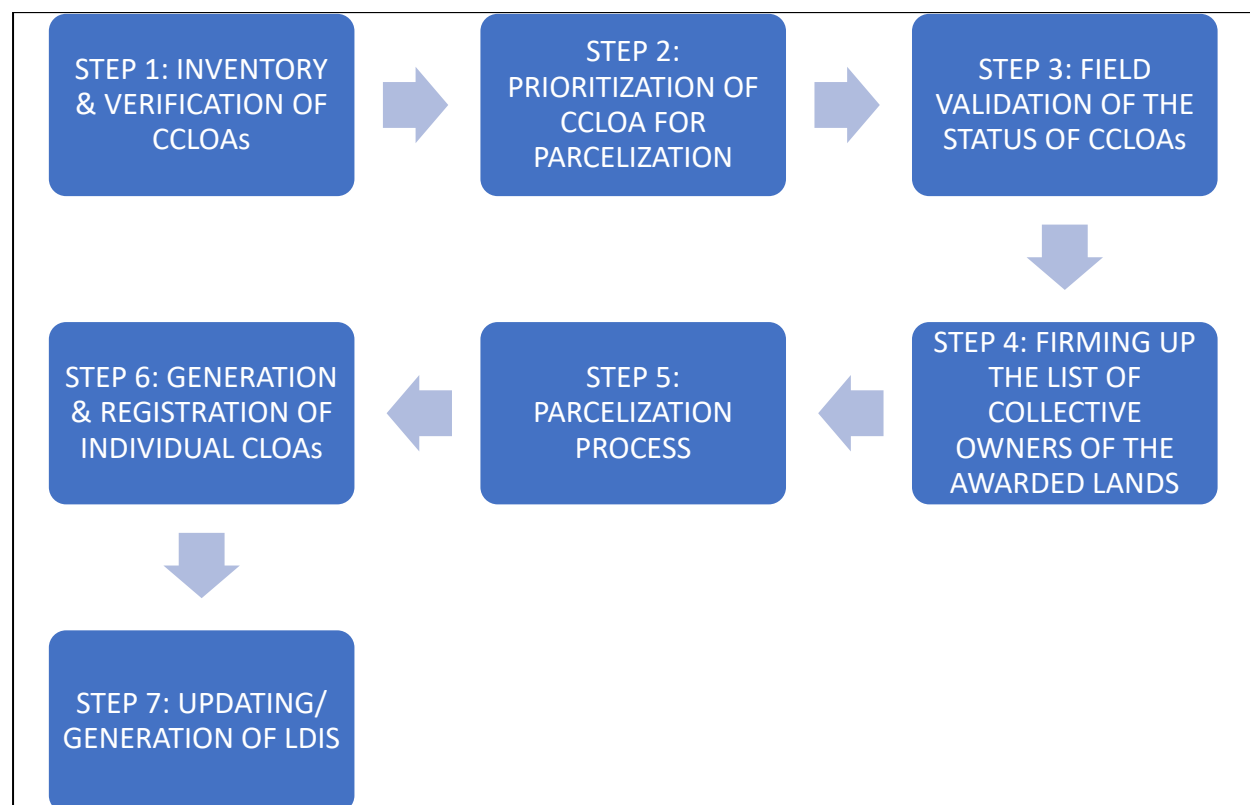 STEP 1: INVENTORY
& VERIFICATION OF
CCLOAs
STEP 2:
PRIORITIZATION OF
CCLOA FOR
PARCELIZATION
STEP 3: FIELD
VALIDATION OF THE
STATUS OF CCLOAs
STEP 4: FIRMING UP
THE LIST OF
COLLECTIVE
OWNERS OF THE
AWARDED LANDS
STEP 5:
PARCELIZATION
PROCESS
STEP 6: GENERATION
& REGISTRATION OF
INDIVIDUAL CLOAs
STEP 7: UPDATING/
GENERATION OF LDIS